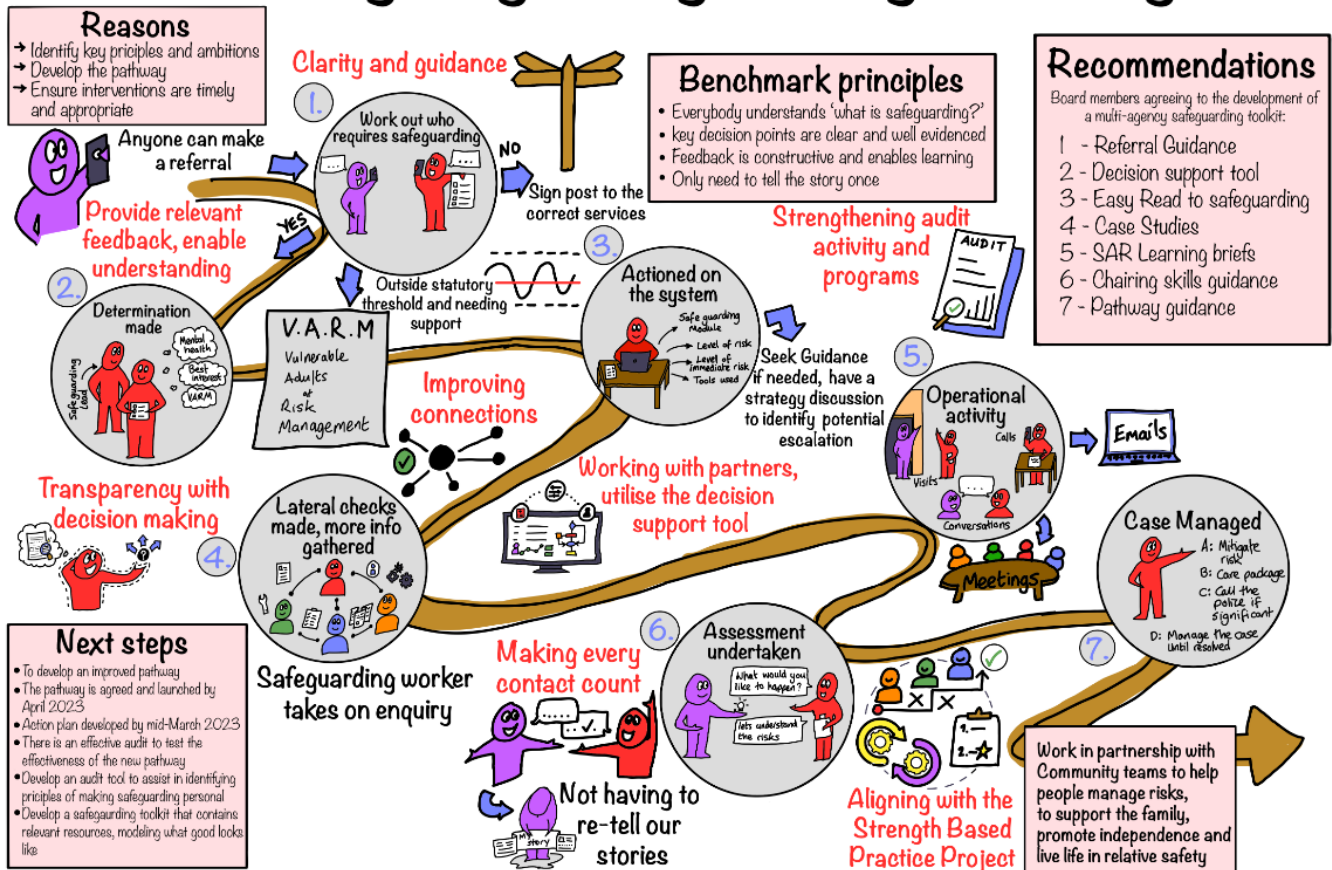 Reasons
→ Identify key priciples and ambitions
→ Develop the pathway
→ Ensure interventions are timely
and appropriate
Clarity and guidance
1.
Work out who
requires safeguarding
Anyone can make
a referral
NO
Sign post to the
correct services
YES
Benchmark principles
• Everybody understands ‘what is safeguarding?’
• key decision points are clear and well evidenced
• Feedback is constructive and enables learning
• Only need to tell the story once
Recommendations
Board members agreeing to the development of
a multi-agency safeguarding toolkit:
1 - Referral Guidance
2 - Decision support tool
3 - Easy Read to safeguarding
4 - Case Studies
5 - SAR Learning briefs
6 - Chairing skills guidance
7 - Pathway guidance
Provide relevant
feedback, enable
understanding
2.
Determination
made
Safeguarding
Lead
Mental
health
Best
interest
VARM
Outside statutory
threshold and needing
support
V.A.R.M
Vulnerable
Adults
at
Risk
Management
3.
Actioned on
the system
Safe guarding
Module
Level of risk
Level of
immediate risk
Tools used
Strengthening audit
activity and
programs
AUDIT
Seek Guidance
if needed, have a
strategy discussion
to identify potential
escalation
Improving
connections
5.
Operational
activity
Calls
Visits
Conversations
Emails
Meetings
Transparency with
decision making
4.
Lateral checks
made, more info
gathered
Safeguarding worker
takes on enquiry
Working with partners,
utilise the decision
support tool
Case Managed
A: Mitigate
risk
B: Care package
C: Call the
police if
significant
D: Manage the case
until resolved
7.
Next steps
• To develop an improved pathway
• The pathway is agreed and launched by
April 2023
• Action plan developed by mid-March 2023
• There is an effective audit to test the
effectiveness of the new pathway
• Develop an audit tool to assist in identifying
priciples of making safeguarding personal
• Develop a safegaurding toolkit that contains
relevant resources, modeling what good looks
like
Making every
contact count
6.
Assessment
undertaken
What would you
like to happen?
lets understand
the risks
My
story
Not having to
re-tell our
stories
1.-
2.-
Aligning with the
Strength Based
Practice Project
Work in partnership with
Community teams to help
people manage risks,
to support the family,
promote independence and
live life in relative safety